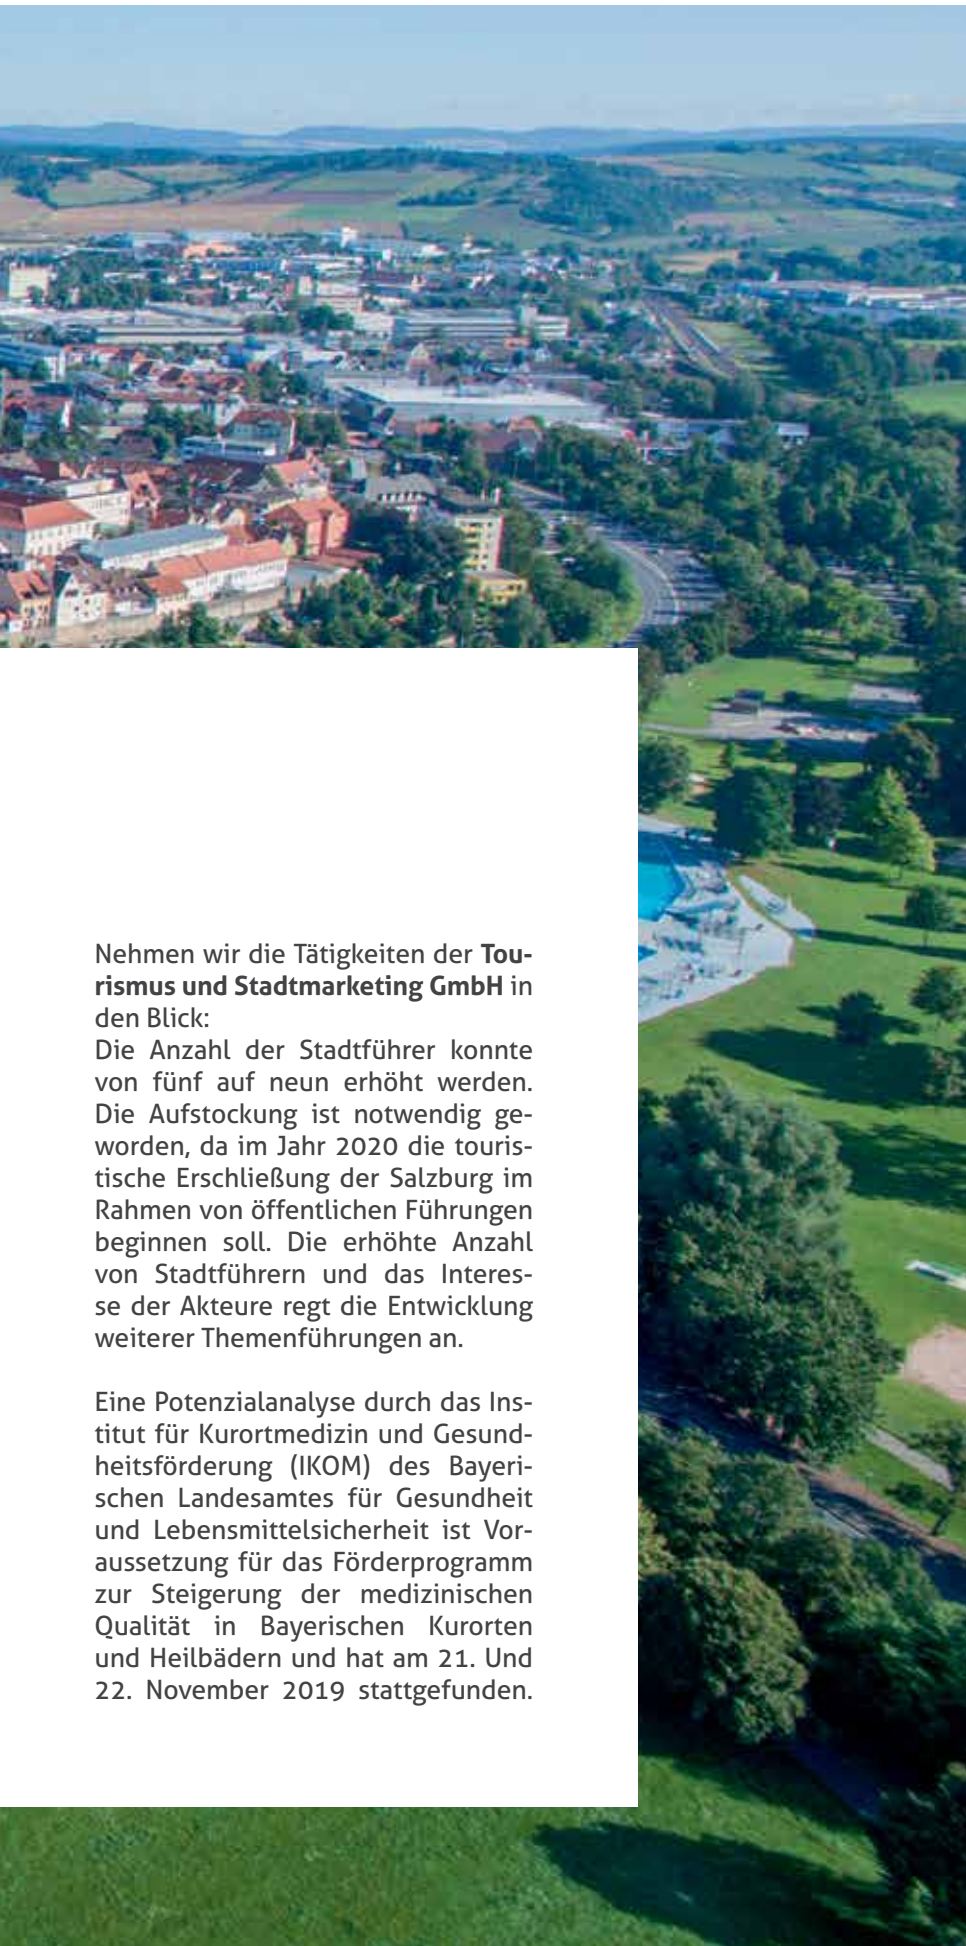 Nehmen wir die Tätigkeiten der Tou-
rismus und Stadtmarketing GmbH in
den Blick:
Die Anzahl der Stadtführer konnte
von fünf auf neun erhöht werden.
Die Aufstockung ist notwendig ge-
worden, da im Jahr 2020 die touris-
tische Erschließung der Salzburg im
Rahmen von öffentlichen Führungen
beginnen soll. Die erhöhte Anzahl
von Stadtführern und das Interes-
se der Akteure regt die Entwicklung
weiterer Themenführungen an.

Eine Potenzialanalyse durch das Ins-
titut für Kurortmedizin und Gesund-
heitsförderung (IKOM) des Bayeri-
schen Landesamtes für Gesundheit
und Lebensmittelsicherheit ist Vor-
aussetzung für das Förderprogramm
zur Steigerung der medizinischen
Qualität in Bayerischen Kurorten
und Heilbädern und hat am 21. Und
22. November 2019 stattgefunden.